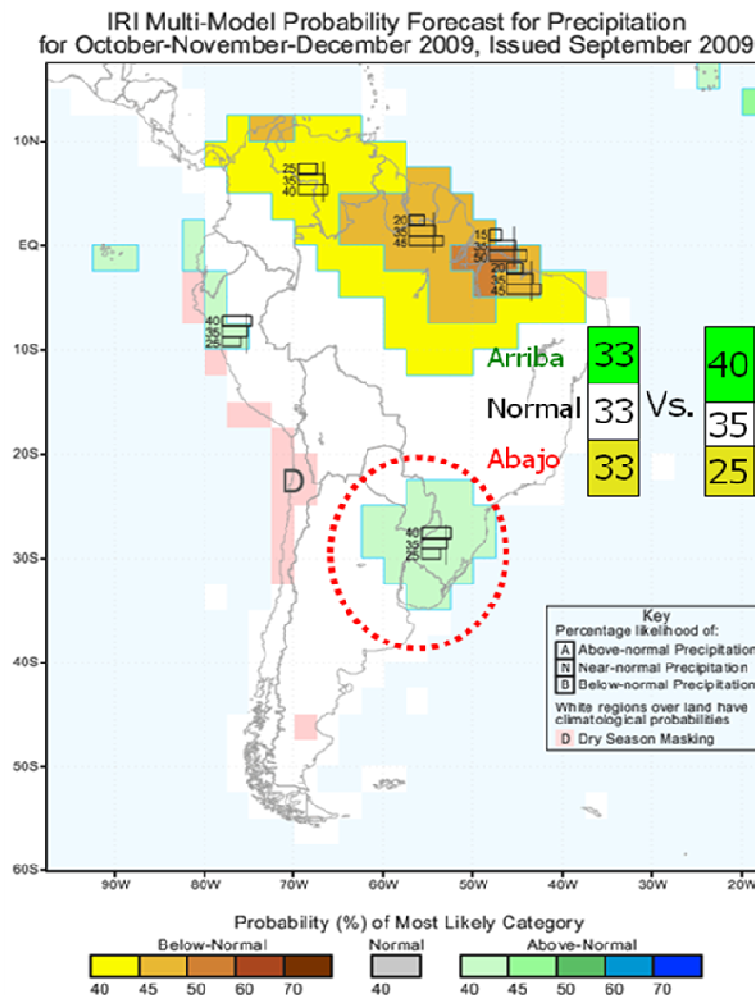 IRI Multi-Model Probability Forecast for Precipitation
for October-November-December 2009, Issued September 2009
10N
EQ
10S
20S
30S
40S
50S
60S
25
35
40
20
35
45
15
35
50
20
35
45
40
35
25
Arriba 33 40
Normal 33 Vs. 35
Abajo 33 25
D
40
35
25
Key
Percentage likelihood of:
A Above-normal Precipitation
N Near-normal Precipitation
B Below-normal Precipitation
White regions over land have
climatological probabilities
D Dry Season Masking
90W 80W 70W 60W 50W 40W 30W 20W
Probability (%) of Most Likely Category
Below-Normal Normal Above-Normal
40 45 50 60 70 40 40 45 50 60 70